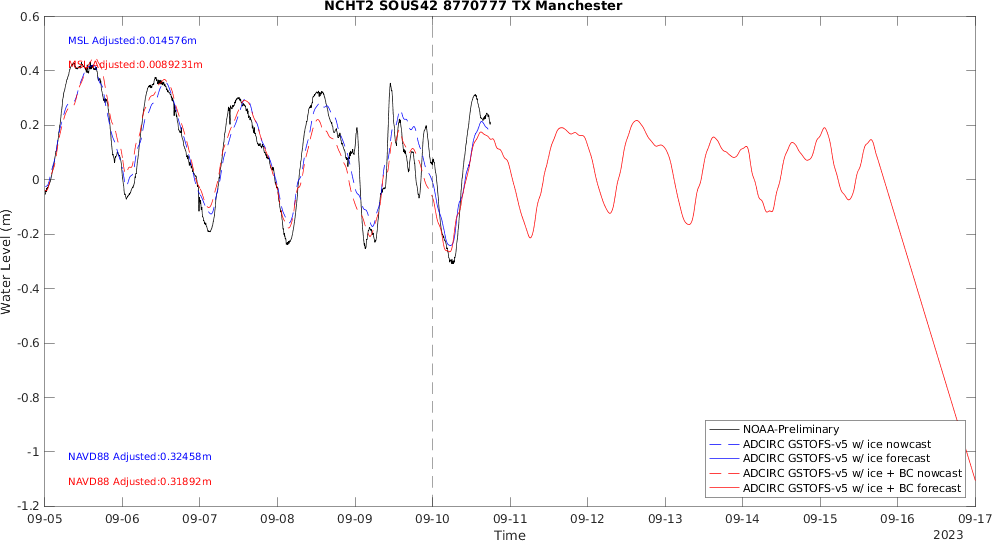 NCHT2 SOUS42 8770777 TX Manchester
0.6
0.4
0.2
0
-0.2
-0.4
-0.6
-0.8
-1
-1.2
Water Level (m)
MSL Adjusted:0.014576m
MSL Adjusted:0.0089231m
NAVD88 Adjusted:0.32458m
NAVD88 Adjusted:0.31892m
NOAA-Preliminary
ADCIRC GSTOFS-v5 w/ ice nowcast
ADCIRC GSTOFS-v5 w/ ice forecast
ADCIRC GSTOFS-v5 w/ ice + BC nowcast
ADCIRC GSTOFS-v5 w/ ice + BC forecast
09-05 09-06 09-07 09-08 09-09 09-10 09-11 09-12 09-13 09-14 09-15 09-16 09-17
Time
2023